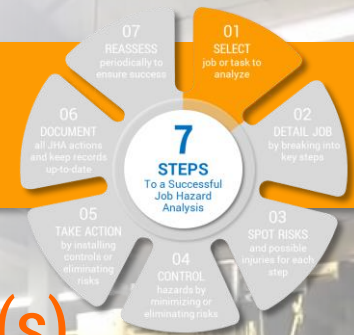 7
STEPS
To a Successful
Job Hazard
Analysis
01
SELECT
job or task to
analyze
02
DETAIL JOB
by breaking into
key steps
03
SPOT RISKS
and possible
injuries for each
step
04
CONTROL
hazards by
minimizing or
eliminating risks
05
TAKE ACTION
by installing
controls or
eliminating
risks
06
DOCUMENT
all JHA actions
and keep records
up-to-date
07
REASSESS
periodically to
ensure success
(s)